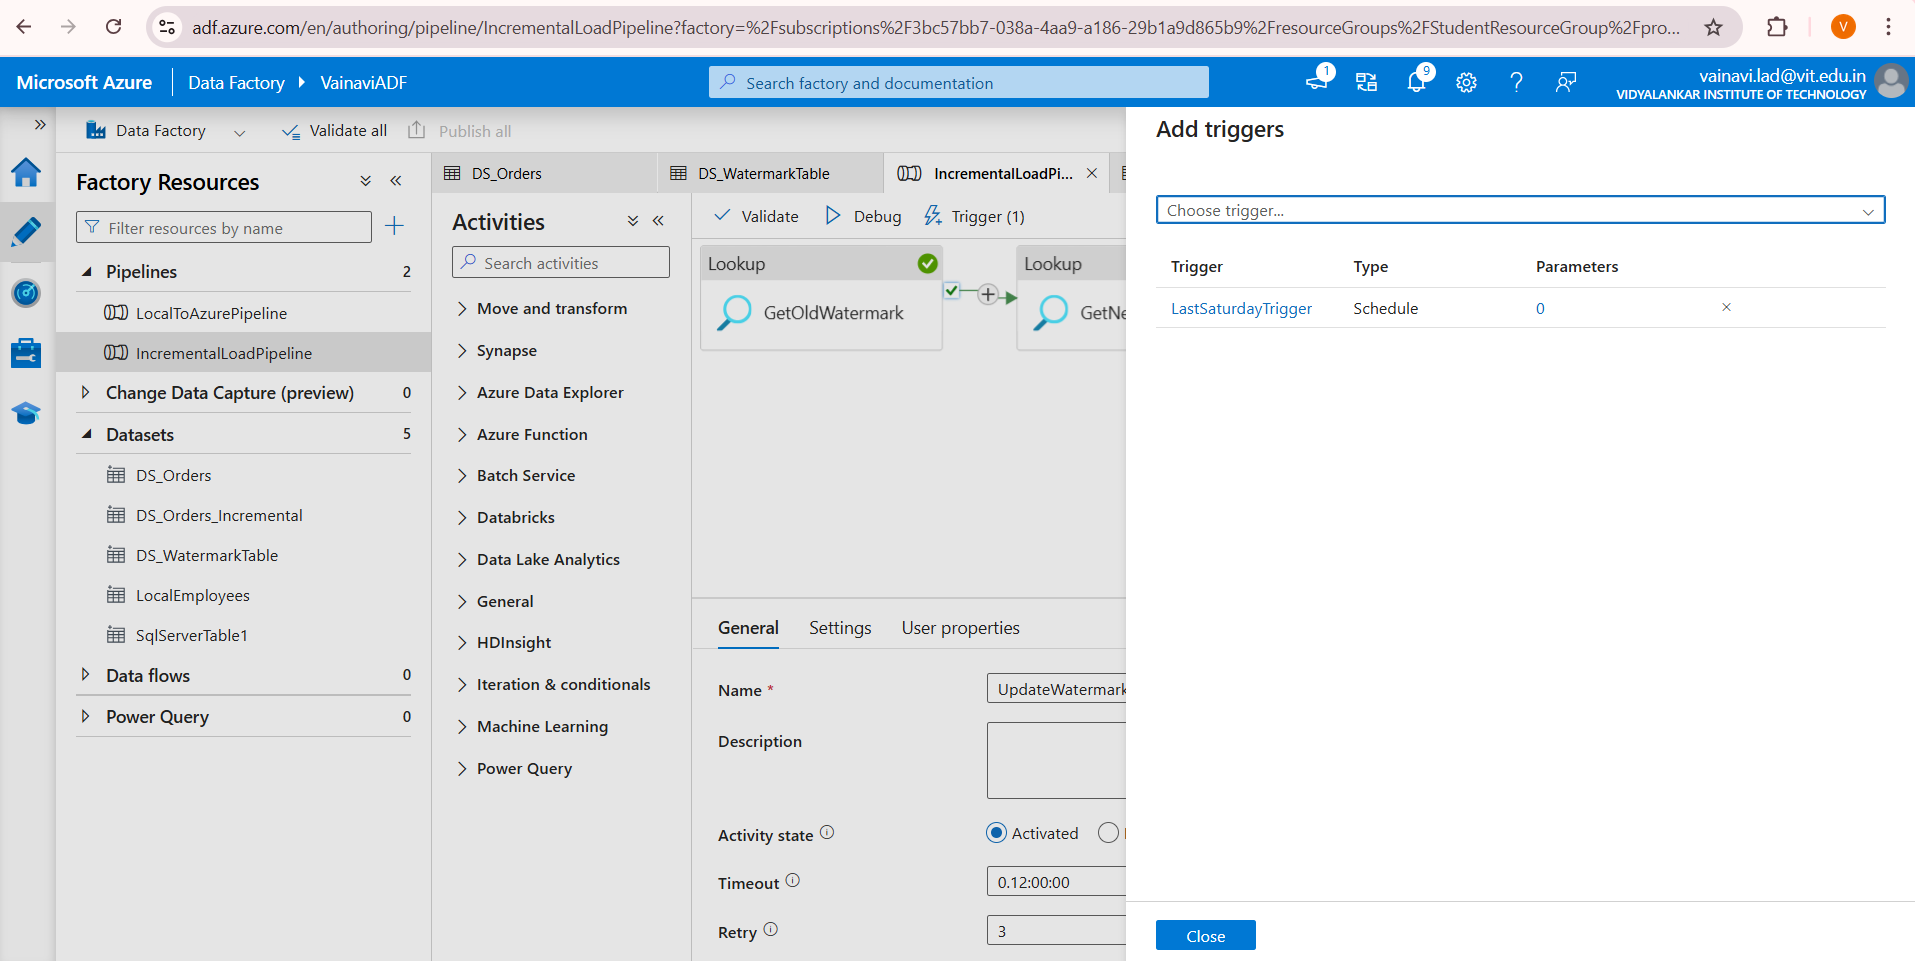 adf.azure.com/en/authoring/pipeline/IncrementalLoadPipeline?factory=%2Fsubscriptions%2F3bc57bb7-038a-4aa9-a186-29b1a9d865b9%2FresourceGroups%2FStudentResourceGroup%2Fpro...
V
Microsoft Azure
Data Factory
VainaviADF
Search factory and documentation
1
9
vainavi.lad@vit.edu.in
VIDYALANKAR INSTITUTE OF TECHNOLOGY
Data Factory
Validate all
Publish all
Factory Resources
Filter resources by name
Pipelines 2
LocalToAzurePipeline
IncrementalLoadPipeline
Change Data Capture (preview) 0
Datasets 5
DS_Orders
DS_Orders_Incremental
DS_WatermarkTable
LocalEmployees
SqlServerTable1
Data flows 0
Power Query 0
DS_Orders
DS_WatermarkTable
IncrementalLoadPi...
Activities
Search activities
Move and transform
Synapse
Azure Data Explorer
Azure Function
Batch Service
Databricks
Data Lake Analytics
General
HDInsight
Iteration & conditionals
Machine Learning
Power Query
Validate
Debug
Trigger (1)
Lookup
GetOldWatermark
Lookup
GetNe
General
Settings
User properties
Name *
UpdateWatermark
Description
Activity state
Activated
Timeout
0.12:00:00
Retry
3
Add triggers
Choose trigger...
Trigger Type Parameters
LastSaturdayTrigger Schedule 0
Close